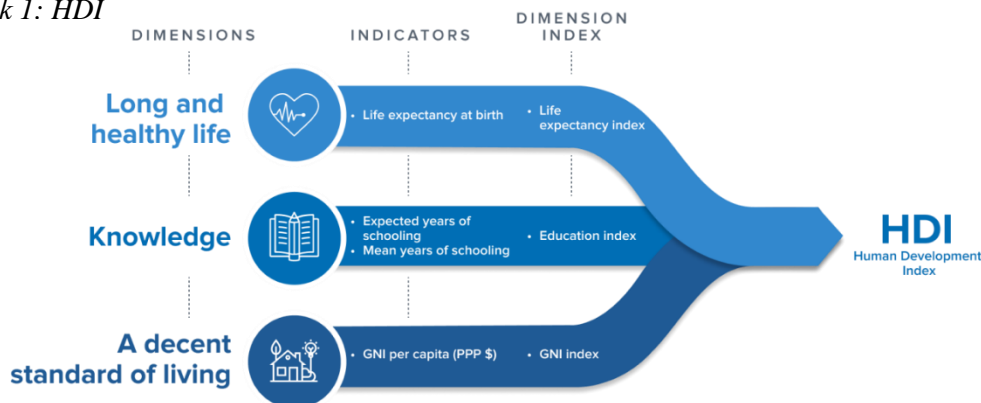 k 1: HDI
DIMENSIONS
INDICATORS
DIMENSION
INDEX
Long and
healthy life
• Life expectancy at birth
• Life
expectancy index
Knowledge
• Expected years of
schooling
• Mean years of schooling
• Education index
HDI
Human Development
Index
A decent
standard of living
• GNI per capita (PPP $)
• GNI index